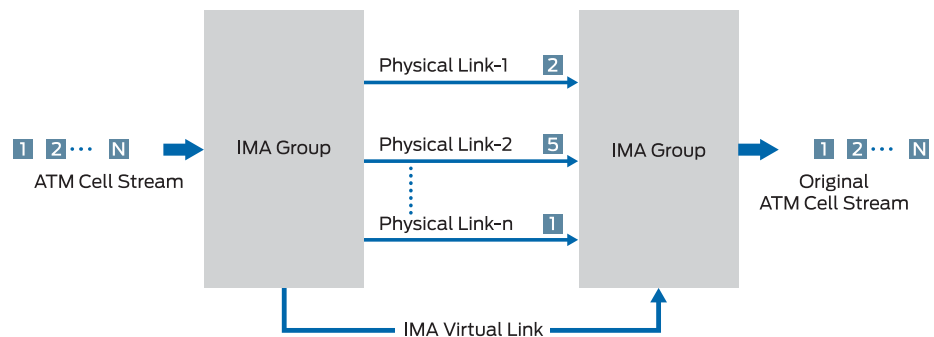 Physical Link-1 2
1 2... N IMA Group Physical Link-2 5 IMA Group 1 2... N
ATM Cell Stream
Original
ATM Cell Stream
Physical Link-n 1
IMA Virtual Link